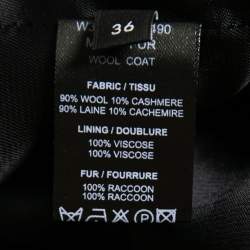 36
490
WOOL COAT
FABRIC / TISSU
90% WOOL 10% CASHMERE
90% LAINE 10% CACHEMIRE
LINING / DOUBLURE
100% VISCOSE
100% VISCOSE
FUR / FOURRURE
100% RACCOON
100% RACCOON